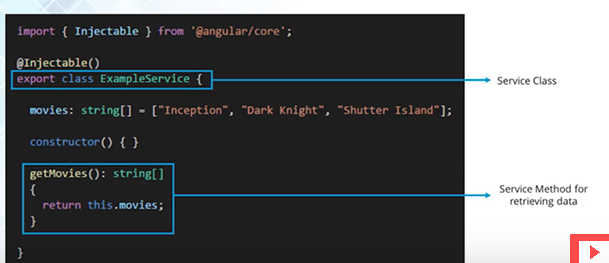 import { Injectable } from '@angular/core';
@Injectable()
export class ExampleService {
Service Class
movies: string[] = ["Inception", "Dark Knight", "Shutter Island"];
constructor() { }
getMovies(): string[]
{
return this.movies;
}
Service Method for
retrieving data
}